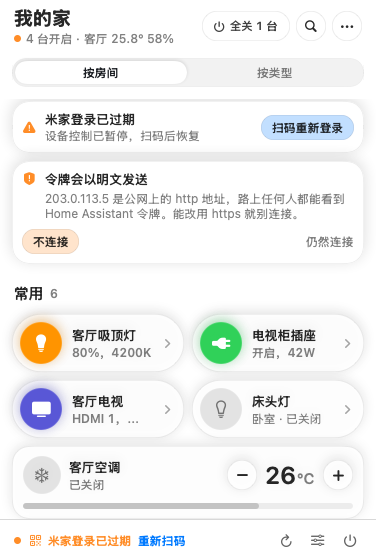 我的家
4 台开启 · 客厅 25.8° 58%
全关 1 台
按房间
按类型
米家登录已过期
设备控制已暂停，扫码后恢复
扫码重新登录
令牌会以明文发送
203.0.113.5 是公网上的 http 地址，路上任何人都能看到
Home Assistant 令牌。能改用 https 就别连接。
不连接
仍然连接
常用 6
客厅吸顶灯
80%，4200K
电视柜插座
开启，42W
客厅电视
HDMI 1，…
床头灯
卧室 · 已关闭
客厅空调
已关闭
26°C
米家登录已过期 重新扫码